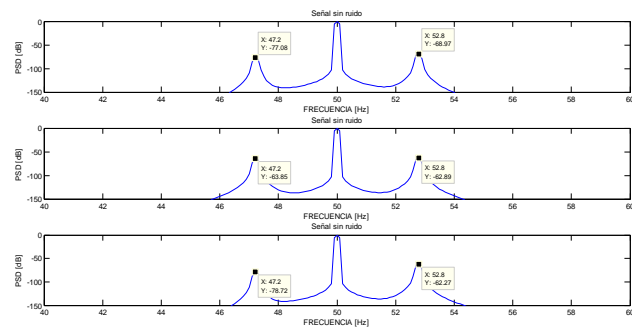 Señal sin ruido
0
X: 47.2
Y: -77.08
X: 52.8
Y: -68.97
-50
-100
-150
PSD [dB]
40 42 44 46 48 50 52 54 56 58 60
FRECUENCIA [Hz]
Señal sin ruido
0
X: 47.2
Y: -63.85
X: 52.8
Y: -62.89
-50
-100
-150
PSD [dB]
40 42 44 46 48 50 52 54 56 58 60
FRECUENCIA [Hz]
Señal sin ruido
0
X: 47.2
Y: -78.72
X: 52.8
Y: -62.27
-50
-100
-150
PSD [dB]
40 42 44 46 48 50 52 54 56 58 60
FRECUENCIA [Hz]